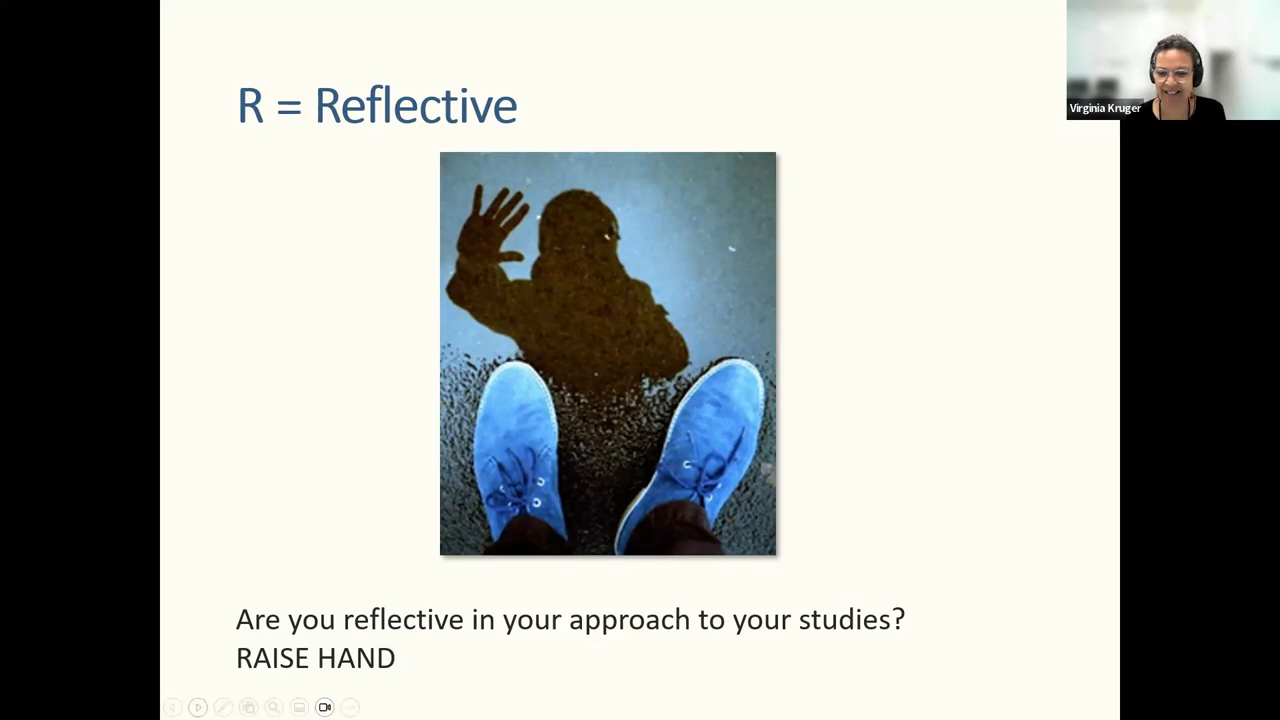 R = Reflective
Virginia Kruger
Are you reflective in your approach to your studies?
RAISE HAND